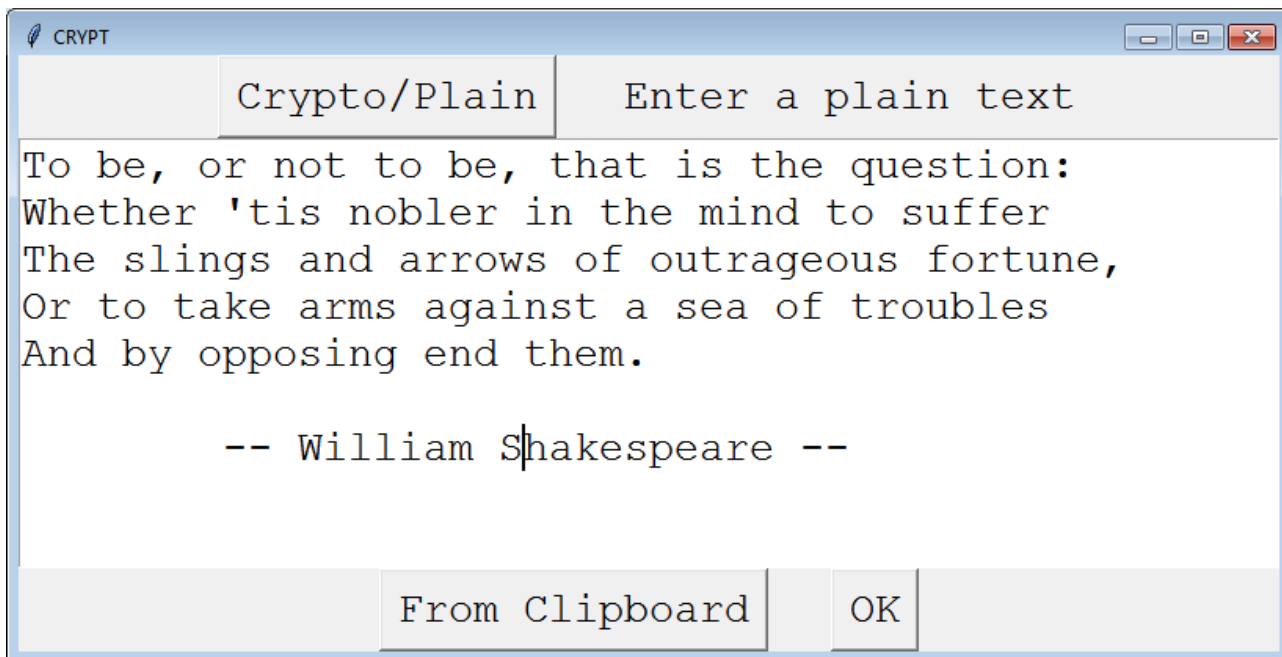 CRYPT
Crypto/Plain Enter a plain text
To be, or not to be, that is the question:
Whether 'tis nobler in the mind to suffer
The slings and arrows of outrageous fortune,
Or to take arms against a sea of troubles
And by opposing end them.
-- William Shakespeare --
From Clipboard OK